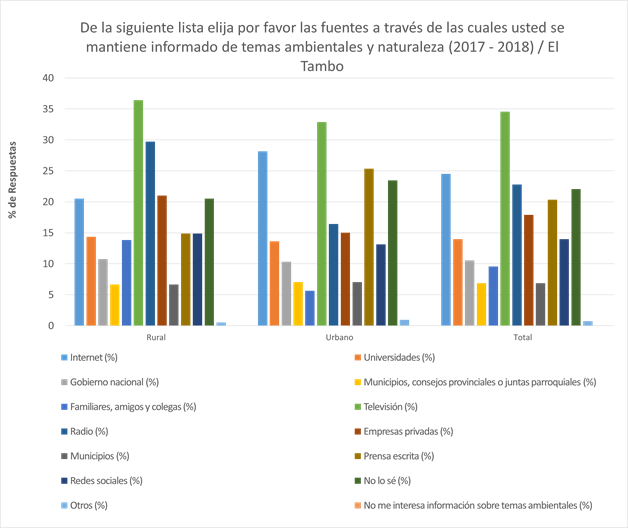 De la siguiente lista elija por favor las fuentes a través de las cuales usted se
mantiene informado de temas ambientales y naturaleza (2017 - 2018) / El
Tambo
% de Respuestas
40
35
30
25
20
15
10
5
0
Rural
Urbano
Total
Internet (%)
Universidades (%)
Gobierno nacional (%)
Municipios, consejos provinciales o juntas parroquiales (%)
Familiares, amigos y colegas (%)
Televisión (%)
Radio (%)
Empresas privadas (%)
Municipios (%)
Prensa escrita (%)
Redes sociales (%)
No lo sé (%)
Otros (%)
No me interesa información sobre temas ambientales (%)